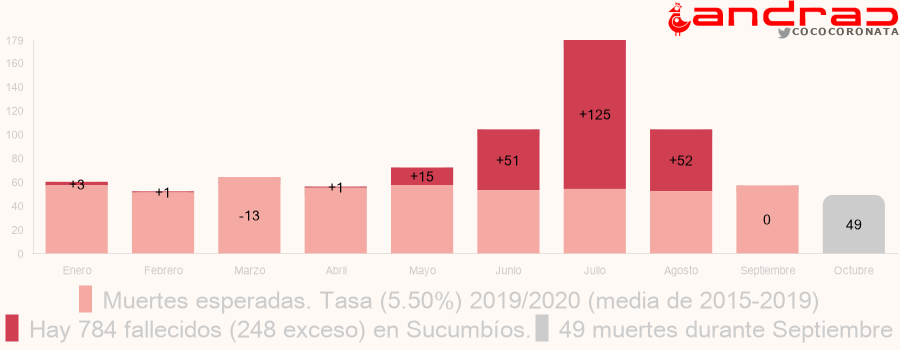 andrac
COCOCORONATA
179
160
140
120
100
80
60
40
20
0
+3
+1
-13
+1
+15
+51
+125
+52
0
49
Enero
Febrero
Marzo
Abril
Mayo
Junio
Julio
Agosto
Septiembre
Octubre
Muertes esperadas. Tasa (5.50%) 2019/2020 (media de 2015-2019)
Hay 784 fallecidos (248 exceso) en Sucumbíos. 49 muertes durante Septiembre